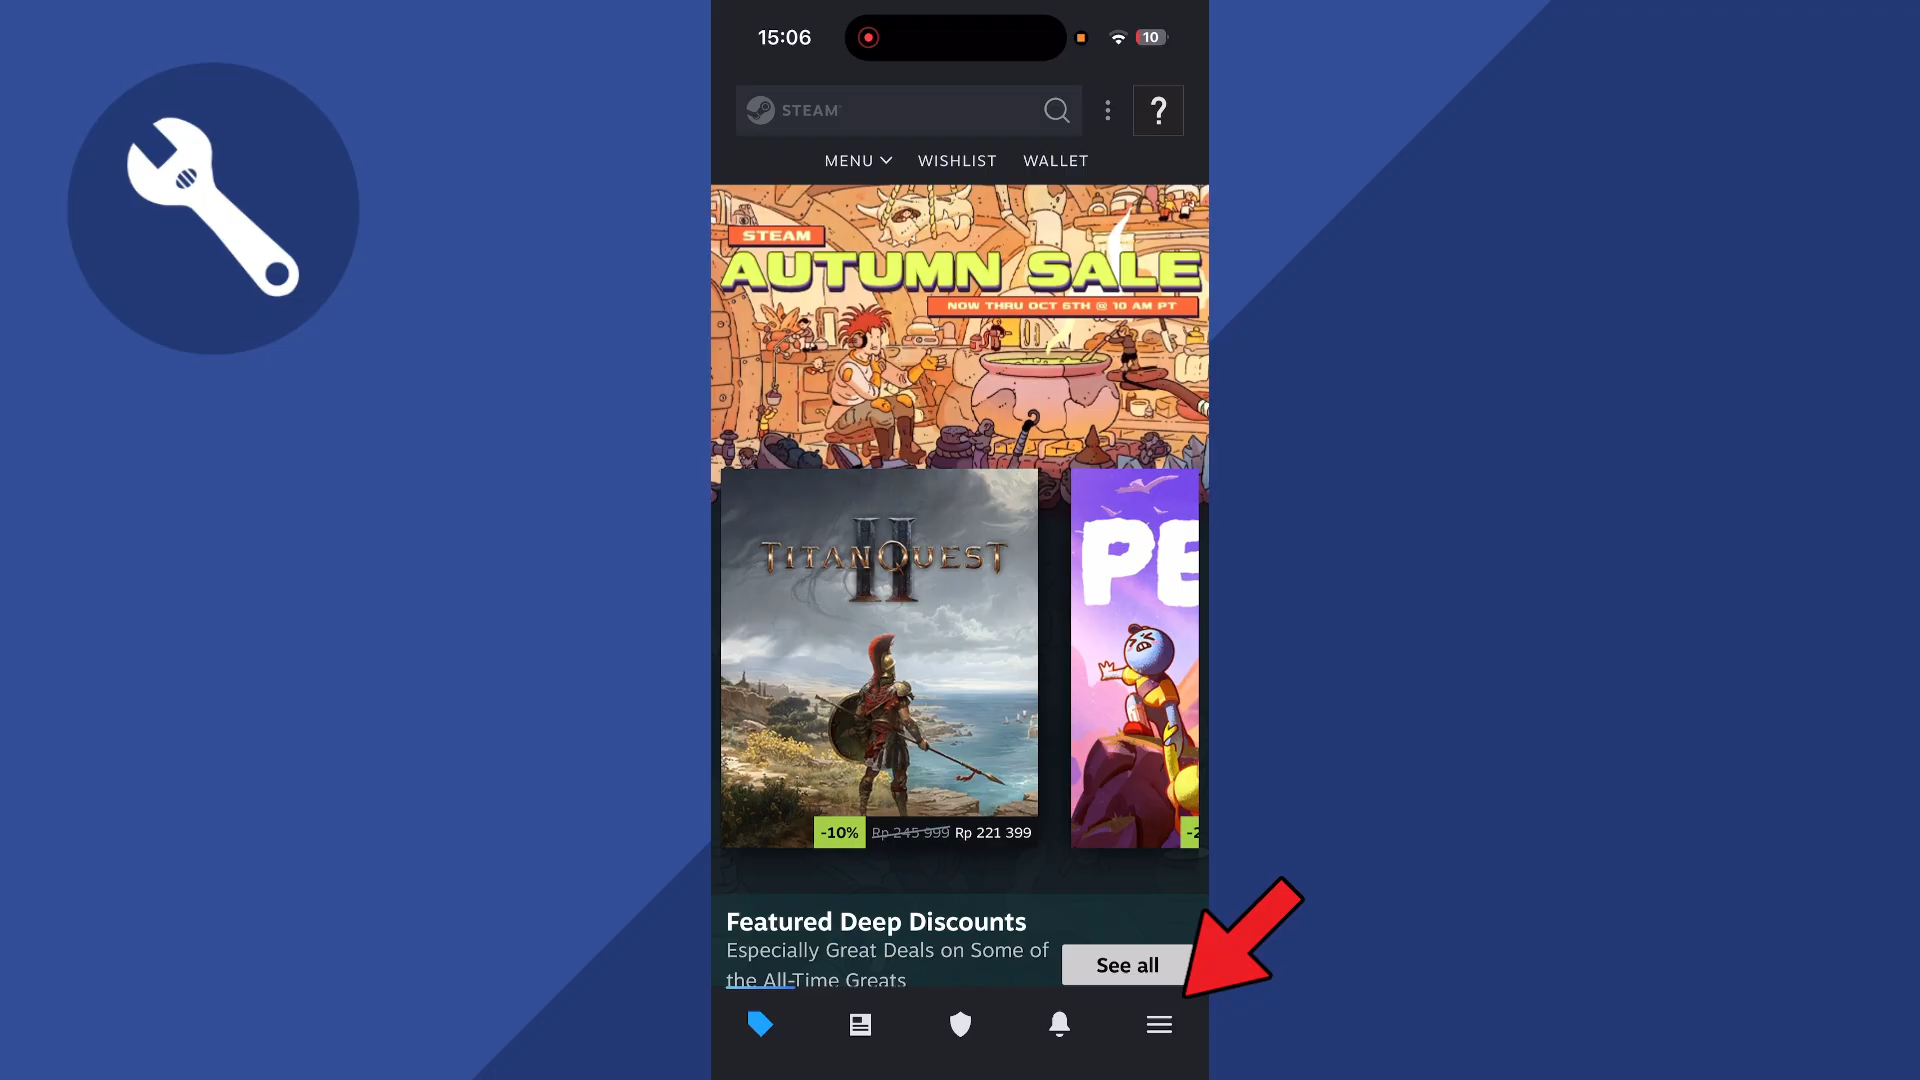 15:06
10
STEAM
?
MENU WISHLIST WALLET
STEAM
AUTUMN SALE
NOW THRU OCT 6TH @ 10 AM PT
TITAN QUEST
II
PE
-10% Rp 245 999 Rp 221 399
-2
Featured Deep Discounts
Especially Great Deals on Some of
the All-Time Greats
See all